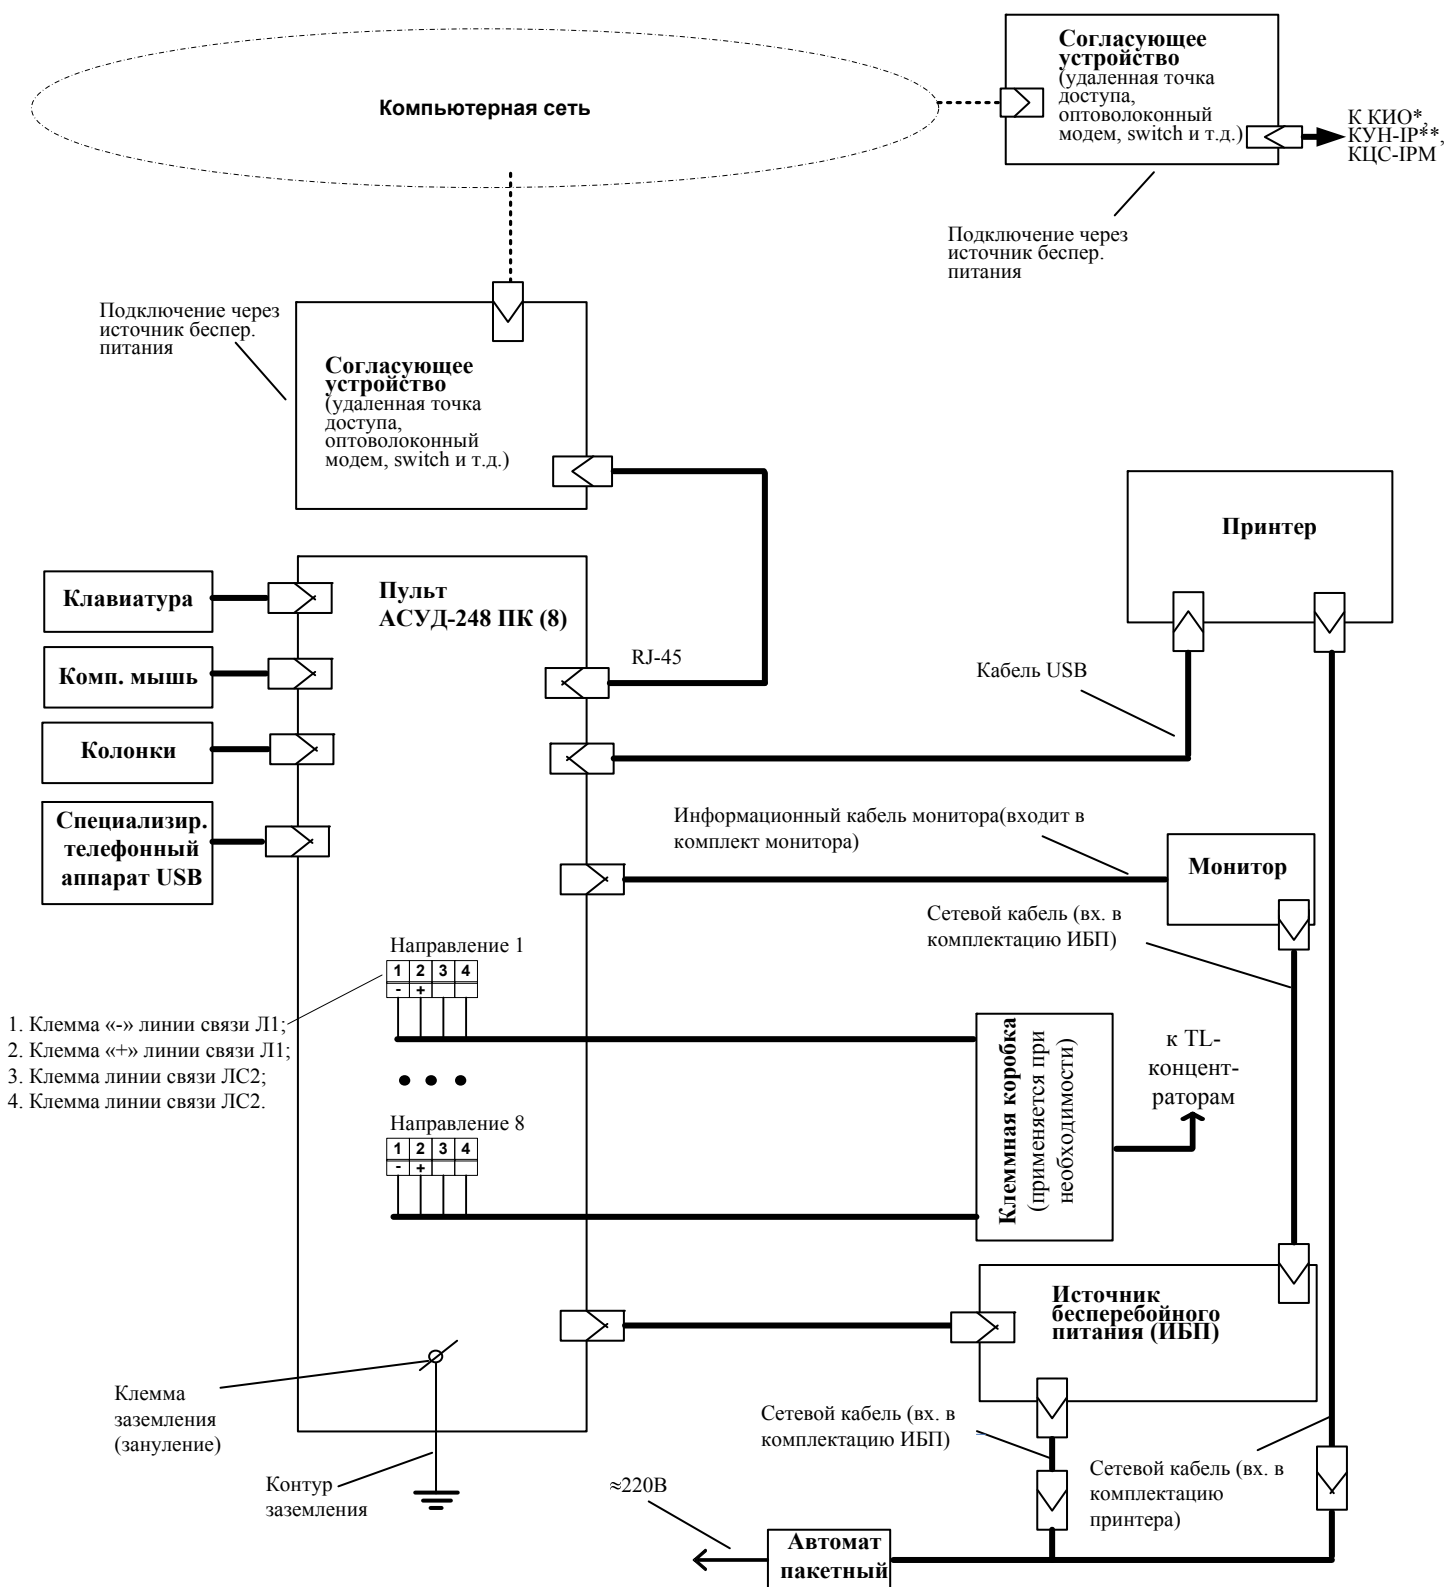 Согласующее
устройство
(удаленная точка
доступа,
оптоволоконный
модем, switch и т.д.)
Компьютерная сеть
К КИО*,
КУН-IP**,
КЦС-IPM
Подключение через
источник беспер.
питания
Подключение через
источник беспер.
питания
Согласующее
устройство
(удаленная точка
доступа,
оптоволоконный
модем, switch и т.д.)
Принтер
Клавиатура
Пульт
АСУД-248 ПК (8)
Комп. мышь
RJ-45
Кабель USB
Колонки
Специализир.
телефонный
аппарат USB
Информационный кабель монитора(входит в
комплект монитора)
Монитор
Сетевой кабель (вх. в
комплектацию ИБП)
Направление 1
1 2 3 4
- +
1. Клемма «-» линии связи Л1;
2. Клемма «+» линии связи Л1;
3. Клемма линии связи ЛС2;
4. Клемма линии связи ЛС2.
Клеммная коробка
(применяется при
необходимости)
к TL-
концент-
раторам
Направление 8
1 2 3 4
- +
Источник
бесперебойного
питания (ИБП)
Клемма
заземления
(зануление)
Контур
заземления
Сетевой кабель (вх. в
комплектацию ИБП)
Сетевой кабель (вх. в
комплектацию
принтера)
≈220В
Автомат
пакетный